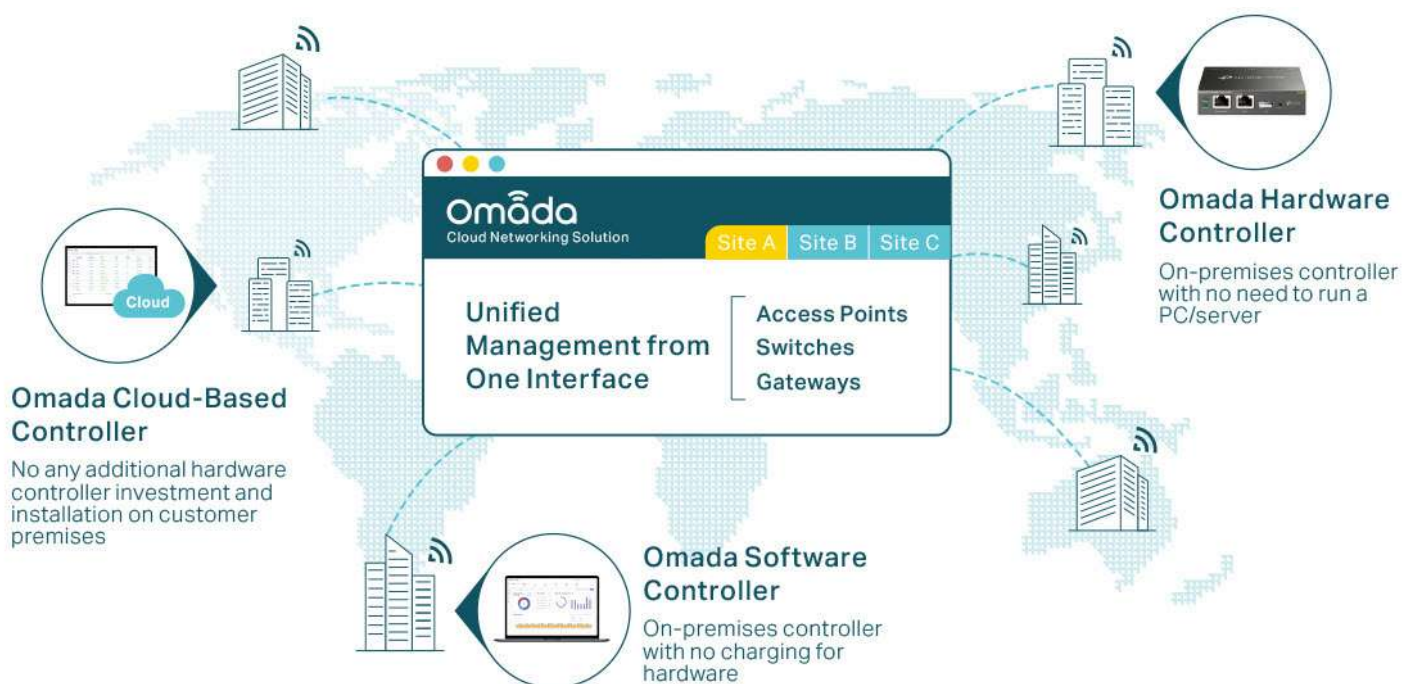 Omada
Cloud Networking Solution
Site A
Site B
Site C
Unified
Management from
One Interface
Access Points
Switches
Gateways
Omada Hardware
Controller
On-premises controller
with no need to run a
PC/server
Cloud
Omada Cloud-Based
Controller
No any additional hardware
controller investment and
installation on customer
premises
Omada Software
Controller
On-premises controller
with no charging for
hardware